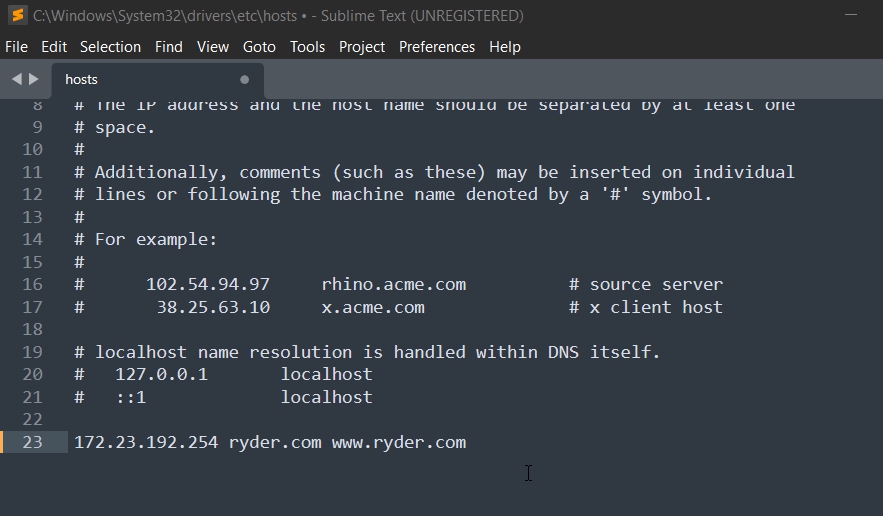 C:\Windows\System32\drivers\etc\hosts • - Sublime Text (UNREGISTERED)
File Edit Selection Find View Goto Tools Project Preferences Help
hosts
8 # The IP address and the host name should be separated by at least one
9 # space.
10 #
11 # Additionally, comments (such as these) may be inserted on individual
12 # lines or following the machine name denoted by a '#' symbol.
13 #
14 # For example:
15 #
16 # 102.54.94.97 rhino.acme.com # source server
17 # 38.25.63.10 x.acme.com # x client host
18
19 # localhost name resolution is handled within DNS itself.
20 # 127.0.0.1 localhost
21 # ::1 localhost
22
23 172.23.192.254 ryder.com www.ryder.com